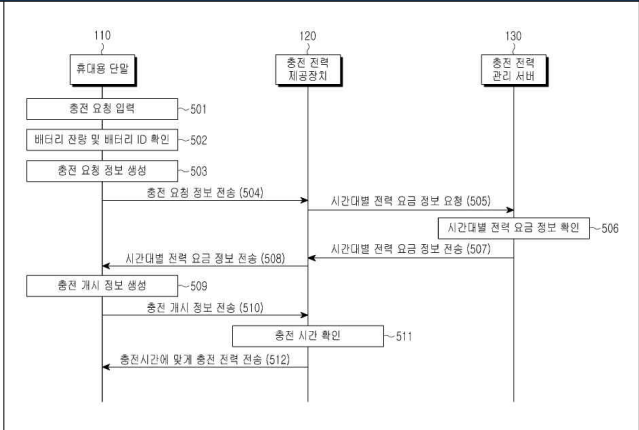 110
120
130
휴대용 단말
충전 전력
제공장치
충전 전력
관리 서버
충전 요청 입력
501
배터리 잔량 및 배터리 ID 확인
502
충전 요청 정보 생성
503
충전 요청 정보 전송 (504)
시간대별 전력 요금 정보 요청 (505)
시간대별 전력 요금 정보 확인
506
시간대별 전력 요금 정보 전송 (507)
시간대별 전력 요금 정보 전송 (508)
충전 개시 정보 생성
509
충전 개시 정보 전송 (510)
충전 시간 확인
511
충전시간에 맞게 충전 전력 전송 (512)